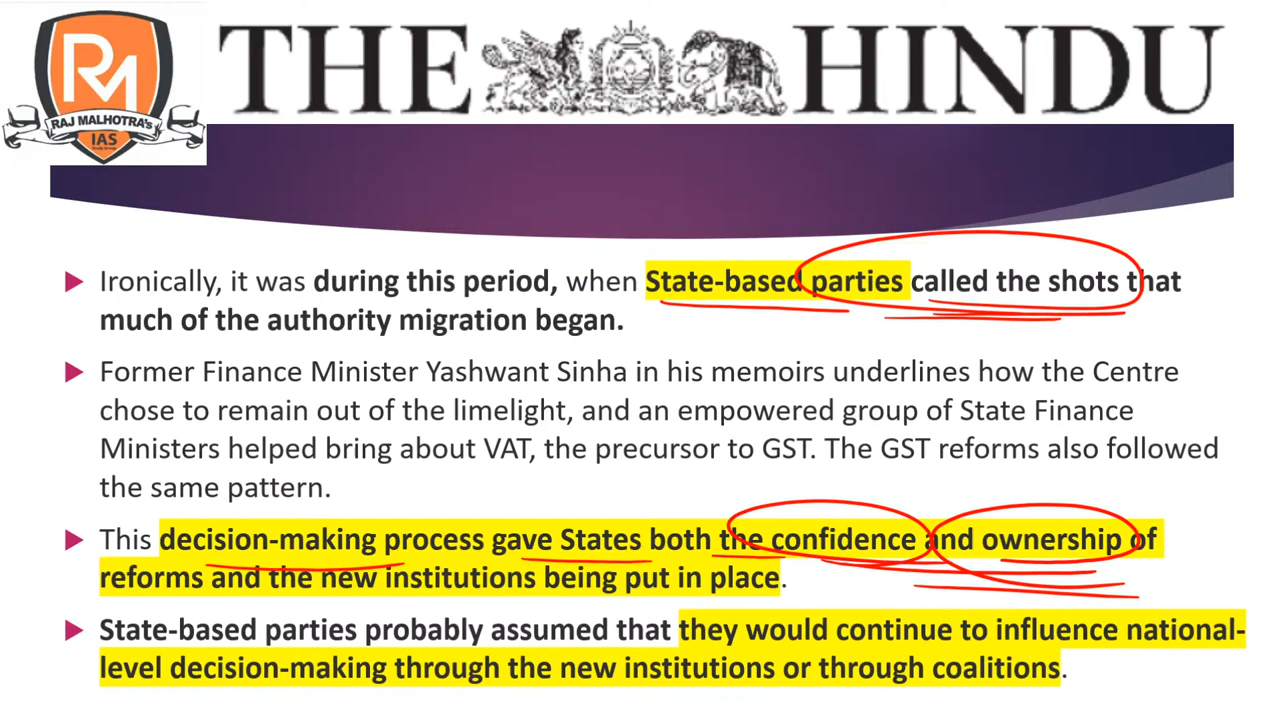 THE HINDU
RM
RAJ MALHOTRA's
IAS
Ironically, it was during this period, when State-based parties called the shots that
much of the authority migration began.
Former Finance Minister Yashwant Sinha in his memoirs underlines how the Centre
chose to remain out of the limelight, and an empowered group of State Finance
Ministers helped bring about VAT, the precursor to GST. The GST reforms also followed
the same pattern.
This decision-making process gave States both the confidence and ownership of
reforms and the new institutions being put in place.
State-based parties probably assumed that they would continue to influence national-
level decision-making through the new institutions or through coalitions.